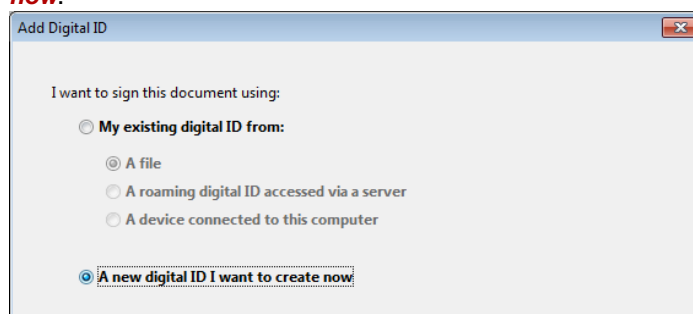 now.
Add Digital ID
I want to sign this document using:
My existing digital ID from:
A file
A roaming digital ID accessed via a server
A device connected to this computer
A new digital ID I want to create now